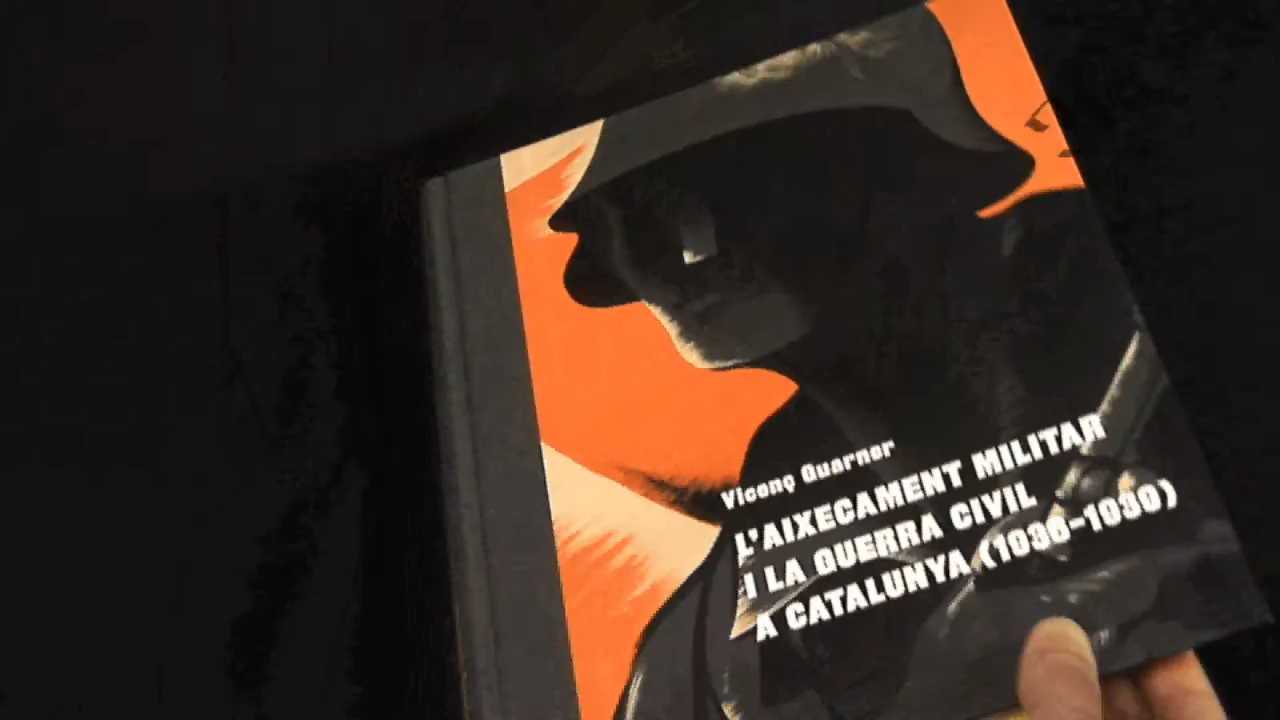 Vicenç Guarner
L'AIXECAMENT MILITAR
I LA GUERRA CIVIL
A CATALUNYA (1936-1939)